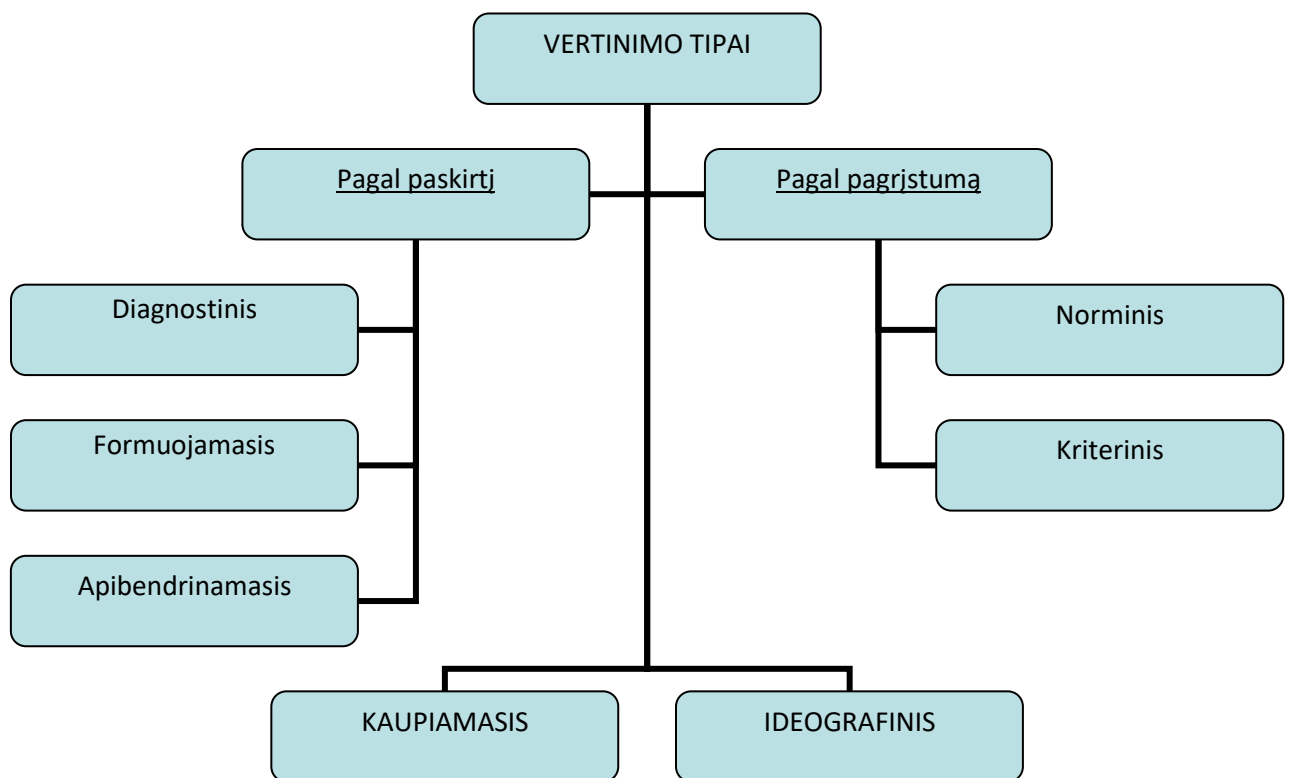 VERTINIMO TIPAI
Pagal paskirtį
Pagal pagrįstumą
Diagnostinis
Norminis
Formuojamasis
Kriterinis
Apibendrinamasis
KAUPIAMASIS
IDEOGRAFINIS